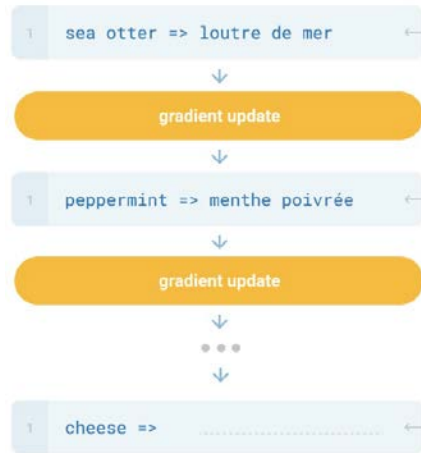 1 sea otter => loutre de mer ←
gradient update
1 peppermint => menthe poivrée ←
gradient update
1 cheese => .................... ←